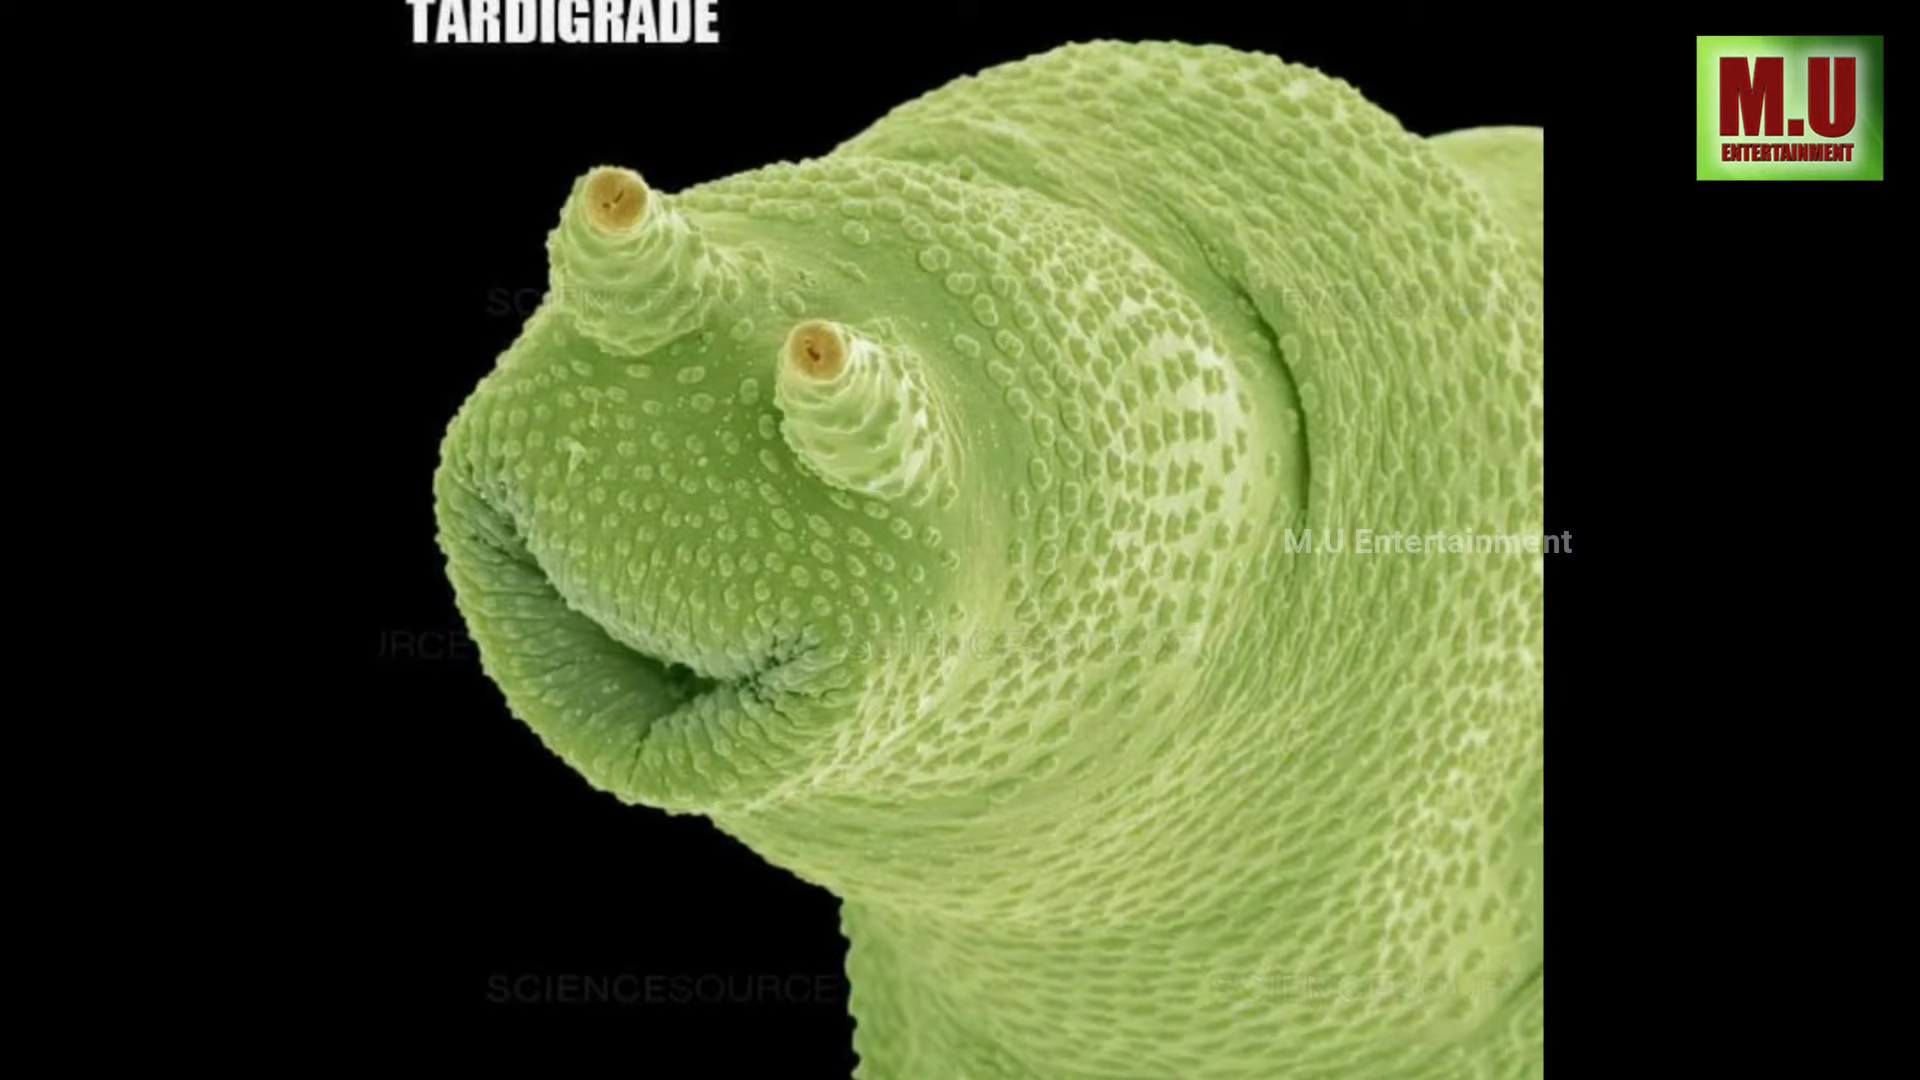 TARDIGRADE
M.U
ENTERTAINMENT
M.U Entertainment
SCIENCESOURCE